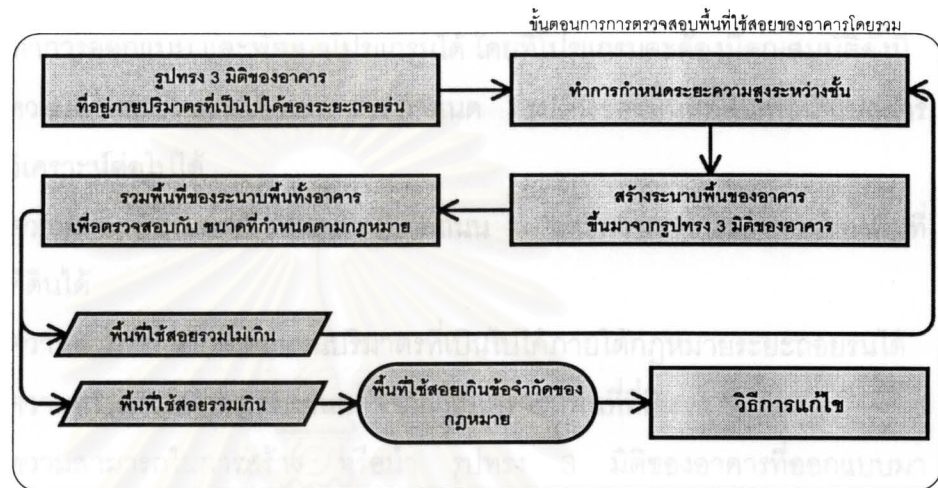 ขั้นตอนการการตรวจสอบพื้นที่ใช้สอยของอาคารโดยรวม
รูปทรง 3 มิติของอาคาร
ที่อยู่ภายปริมาตรที่เป็นไปได้ของระยะถอยร่น
ทำการกำหนดระยะความสูงระหว่างชั้น
รวมพื้นที่ของระนาบพื้นทั้งอาคาร
เพื่อตรวจสอบกับ ขนาดที่กำหนดตามกฎหมาย
สร้างระนาบพื้นของอาคาร
ขึ้นมาจากรูปทรง 3 มิติของอาคาร
พื้นที่ใช้สอยรวมไม่เกิน
พื้นที่ใช้สอยรวมเกิน
พื้นที่ใช้สอยเกินข้อจำกัดของ
กฎหมาย
วิธีการแก้ไข